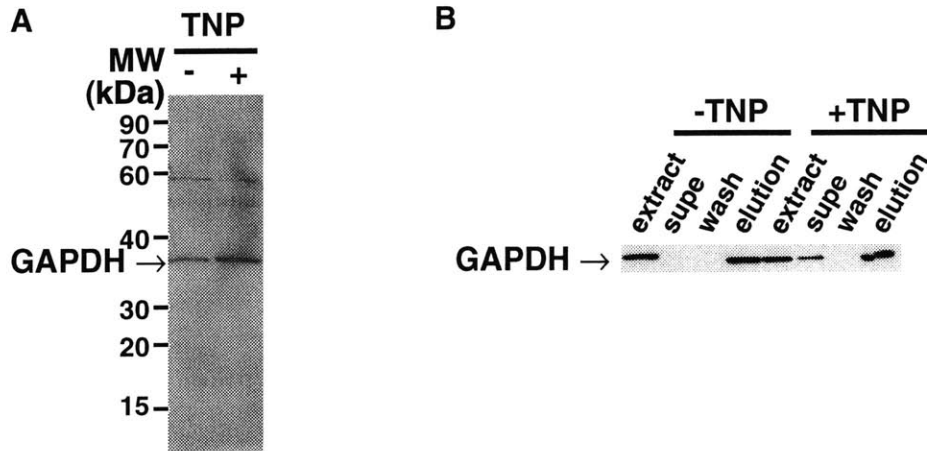 A
TNP
MW
(kDa)
- +
90
70
60
40
GAPDH →
30
20
15
B
-TNP +TNP
extract supe wash elution extract supe wash elution
GAPDH →